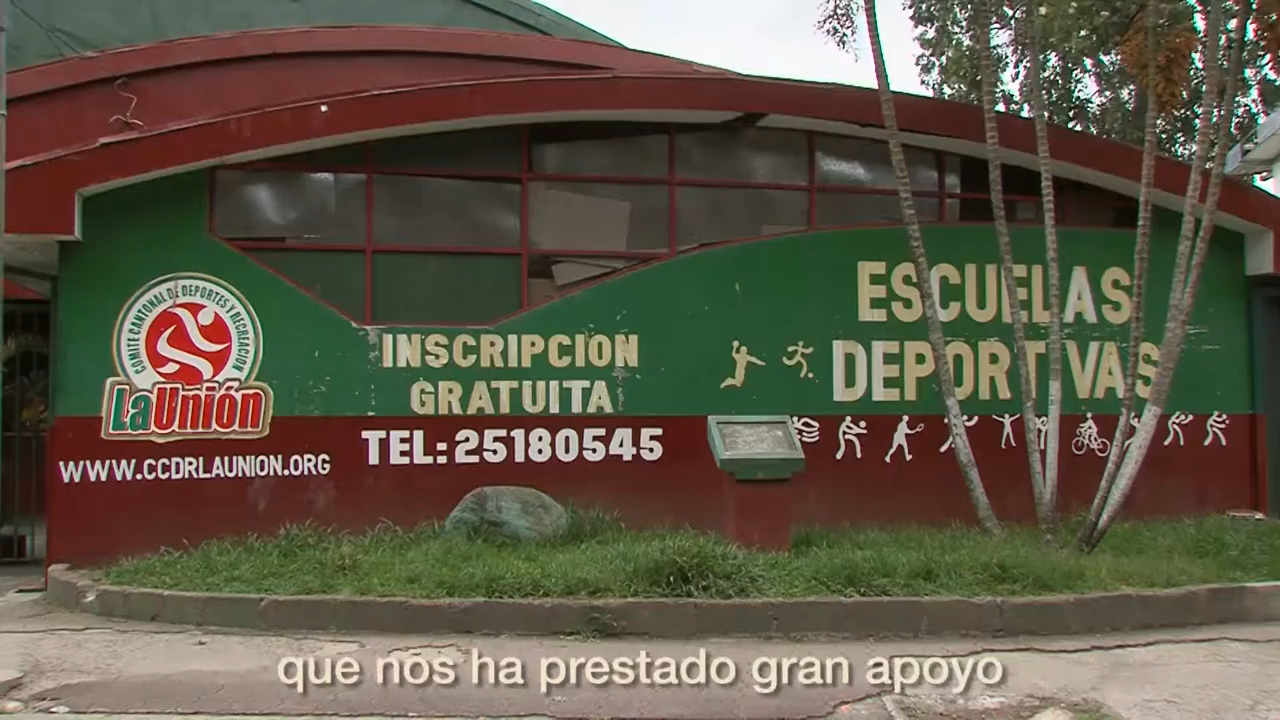 COMITE CANTONAL DE DEPORTES Y RECREACION
LaUnión
WWW.CCDRLAUNION.ORG
INSCRIPCION
GRATUITA
TEL: 25180545
ESCUELAS
DEPORTIVAS
que nos ha prestado gran apoyo